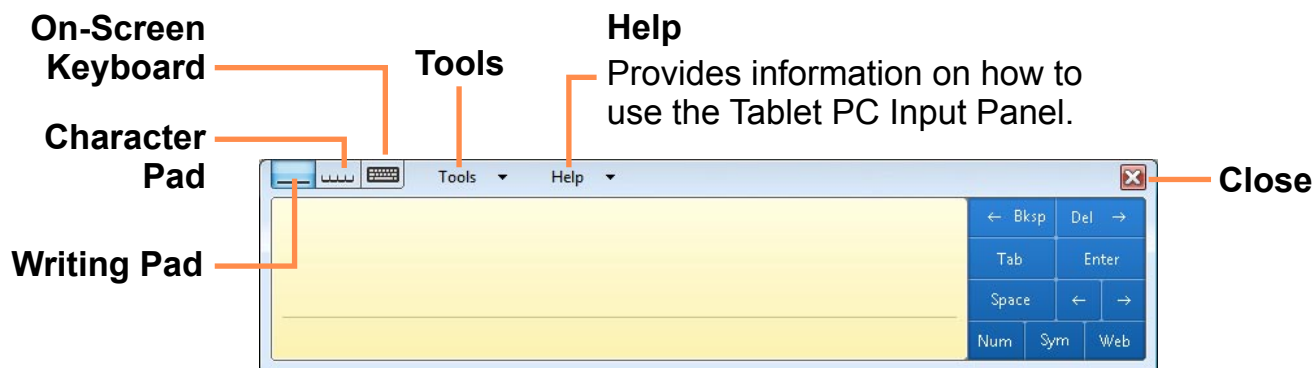 On-Screen
Keyboard
Tools
Help
Provides information on how to
use the Tablet PC Input Panel.
Character
Pad
Tools
Help
Close
Writing Pad
← Bksp Del →
Tab Enter
Space ← →
Num Sym Web